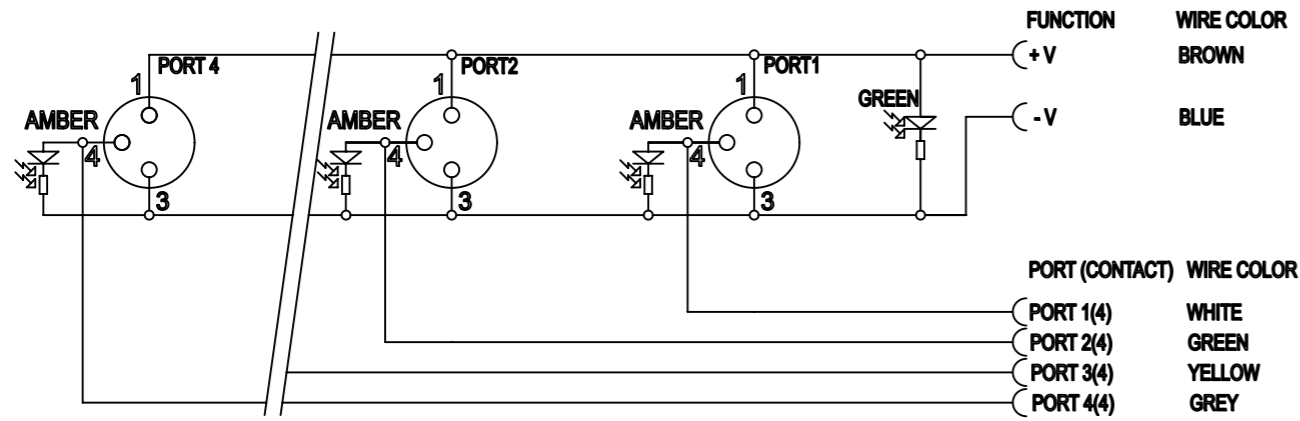 FUNCTION WIRE COLOR
+ V BROWN
- V BLUE
PORT 4 PORT2 PORT1
1 1 1
GREEN
AMBER AMBER AMBER
4 4 4
3 3 3
PORT (CONTACT) WIRE COLOR
PORT 1(4) WHITE
PORT 2(4) GREEN
PORT 3(4) YELLOW
PORT 4(4) GREY